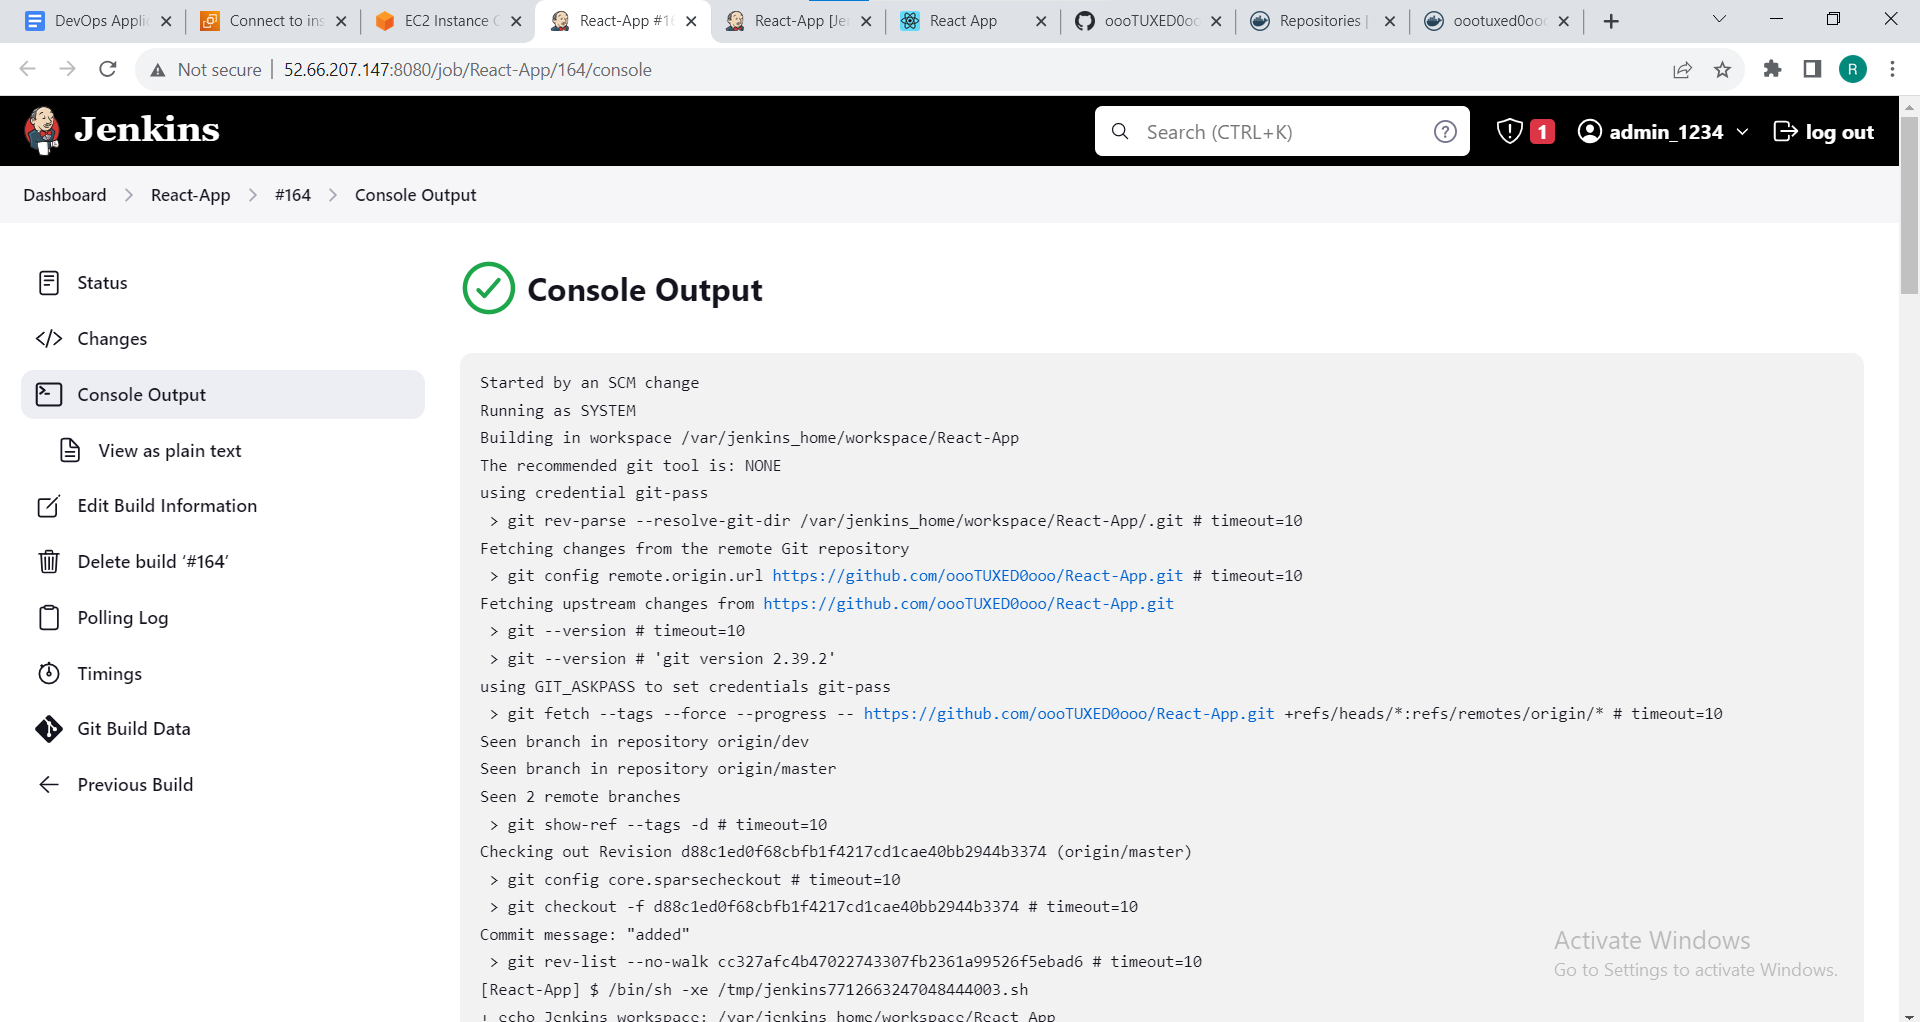 DevOps Applic
Connect to ins
EC2 Instance C
React-App #16
React-App [Jen
React App
oooTUXED0oo
Repositories |
oootuxed0ooo
Not secure
52.66.207.147:8080/job/React-App/164/console
R
Jenkins
Search (CTRL+K)
1
admin_1234
log out
Dashboard
React-App
#164
Console Output
Status
Changes
Console Output
View as plain text
Edit Build Information
Delete build ‘#164’
Polling Log
Timings
Git Build Data
Previous Build
Console Output
Started by an SCM change
Running as SYSTEM
Building in workspace /var/jenkins_home/workspace/React-App
The recommended git tool is: NONE
using credential git-pass
> git rev-parse --resolve-git-dir /var/jenkins_home/workspace/React-App/.git # timeout=10
Fetching changes from the remote Git repository
> git config remote.origin.url https://github.com/oooTUXED0ooo/React-App.git # timeout=10
Fetching upstream changes from https://github.com/oooTUXED0ooo/React-App.git
> git --version # timeout=10
> git --version # 'git version 2.39.2'
using GIT_ASKPASS to set credentials git-pass
> git fetch --tags --force --progress -- https://github.com/oooTUXED0ooo/React-App.git +refs/heads/*:refs/remotes/origin/* # timeout=10
Seen branch in repository origin/dev
Seen branch in repository origin/master
Seen 2 remote branches
> git show-ref --tags -d # timeout=10
Checking out Revision d88c1ed0f68cbfb1f4217cd1cae40bb2944b3374 (origin/master)
> git config core.sparsecheckout # timeout=10
> git checkout -f d88c1ed0f68cbfb1f4217cd1cae40bb2944b3374 # timeout=10
Commit message: "added"
> git rev-list --no-walk cc327afc4b47022743307fb2361a99526f5ebad6 # timeout=10
[React-App] $ /bin/sh -xe /tmp/jenkins7712663247048444003.sh
+ echo Jenkins workspace: /var/jenkins_home/workspace/React_App
Activate Windows
Go to Settings to activate Windows.